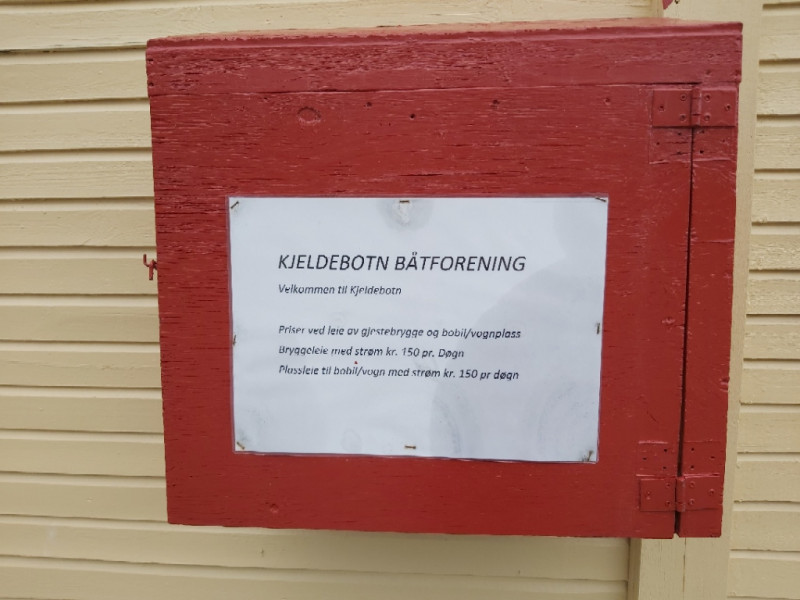 KJELDEBOTN BÅTFORENING
Velkommen til Kjeldebotn
Priser ved leie av gjestebrygge og bobil/vognplass
Bryggeleie med strøm kr. 150 pr. Døgn
Plassleie til bobil/vogn med strøm kr. 150 pr døgn